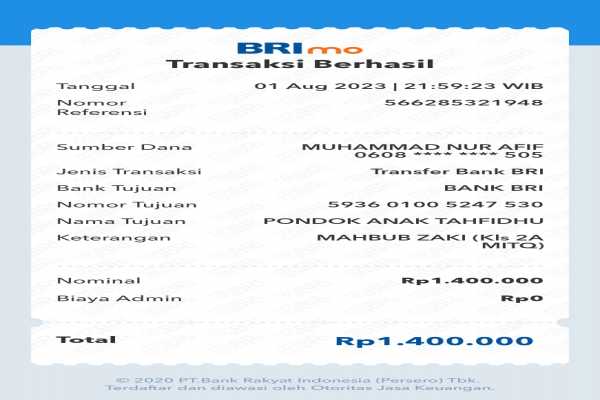 BRImo
Transaksi Berhasil
Tanggal 01 Aug 2023 | 21:59:23 WIB
Nomor 566285321948
Referensi
Sumber Dana MUHAMMAD NUR AFIF
0608 **** **** 505
Jenis Transaksi Transfer Bank BRI
Bank Tujuan BANK BRI
Nomor Tujuan 5936 0100 5247 530
Nama Tujuan PONDOK ANAK TAHFIDHU
Keterangan MAHBUB ZAKI (Kls 2A
MITQ)
Nominal Rp1.400.000
Biaya Admin Rp0
Total Rp1.400.000
© 2020 PT.Bank Rakyat Indonesia (Persero) Tbk.
Terdaftar dan diawasi oleh Otoritas Jasa Keuangan.